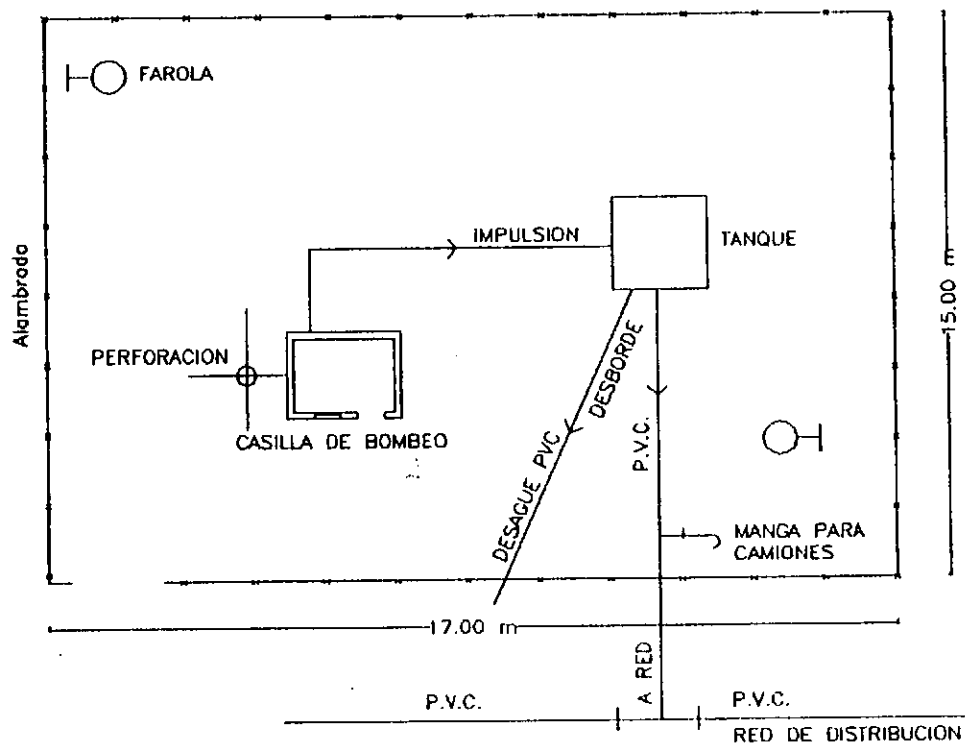 FAROLA
IMPULSION
TANQUE
Alambrado
15.00 m
PERFORACION
CASILLA DE BOMBEO
DESBORDE
DESAGUE PVC
P.V.C.
MANGA PARA
CAMIONES
17.00 m
A RED
P.V.C.
P.V.C.
RED DE DISTRIBUCION